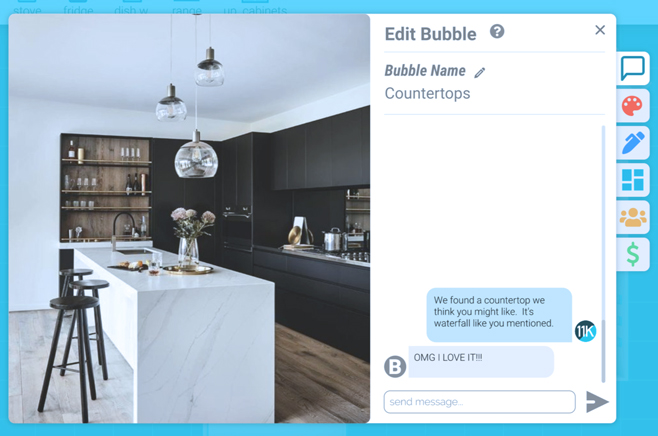 stove
fridge
dish w
range
up. cabinets
Edit Bubble ?
Bubble Name
Countertops
We found a countertop we
think you might like. It's
waterfall like you mentioned.
11K
B
OMG I LOVE IT!!!
send message...
$